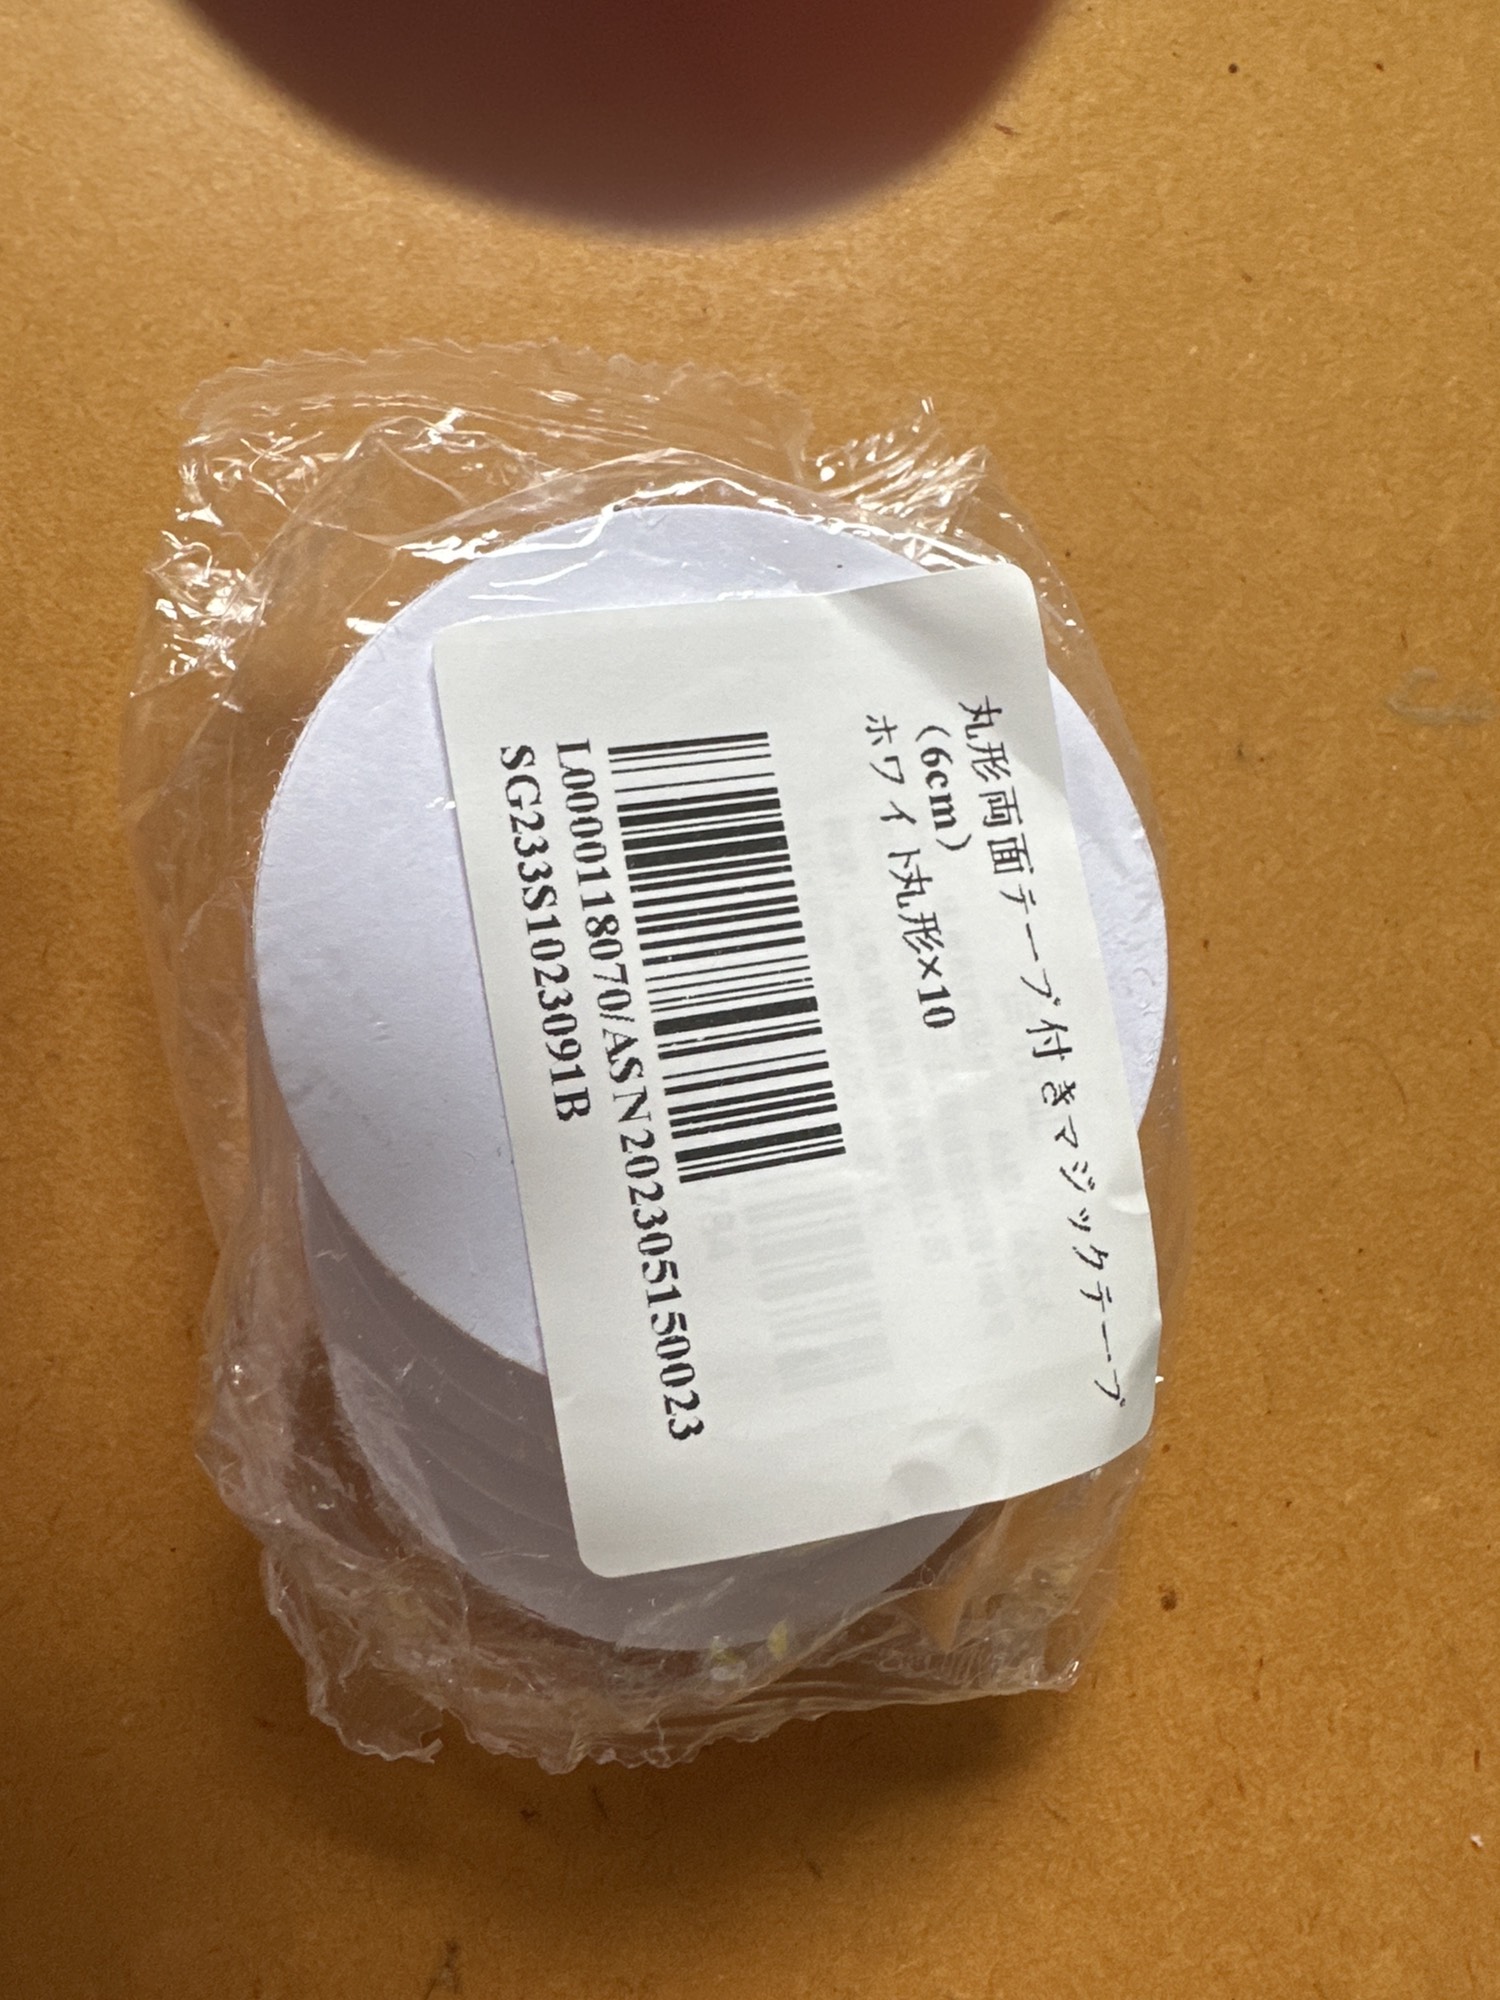 丸形両面テープ付きマジックテープ
（6cm）
ホワイト丸形×10
L000118070/ASN202305150023
SG233S1023091B